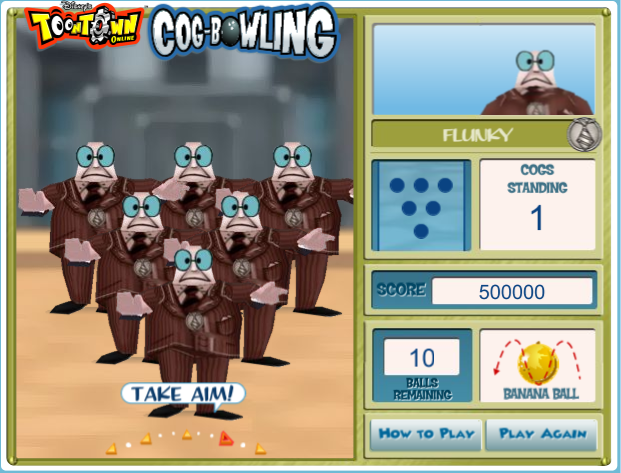 Disney's
TOONTOWN
ONLINE
COG-BOWLING
FLUNKY
COGS
STANDING
1
SCORE 500000
10
BALLS
REMAINING
BANANA BALL
TAKE AIM!
HOW TO PLAY
PLAY AGAIN